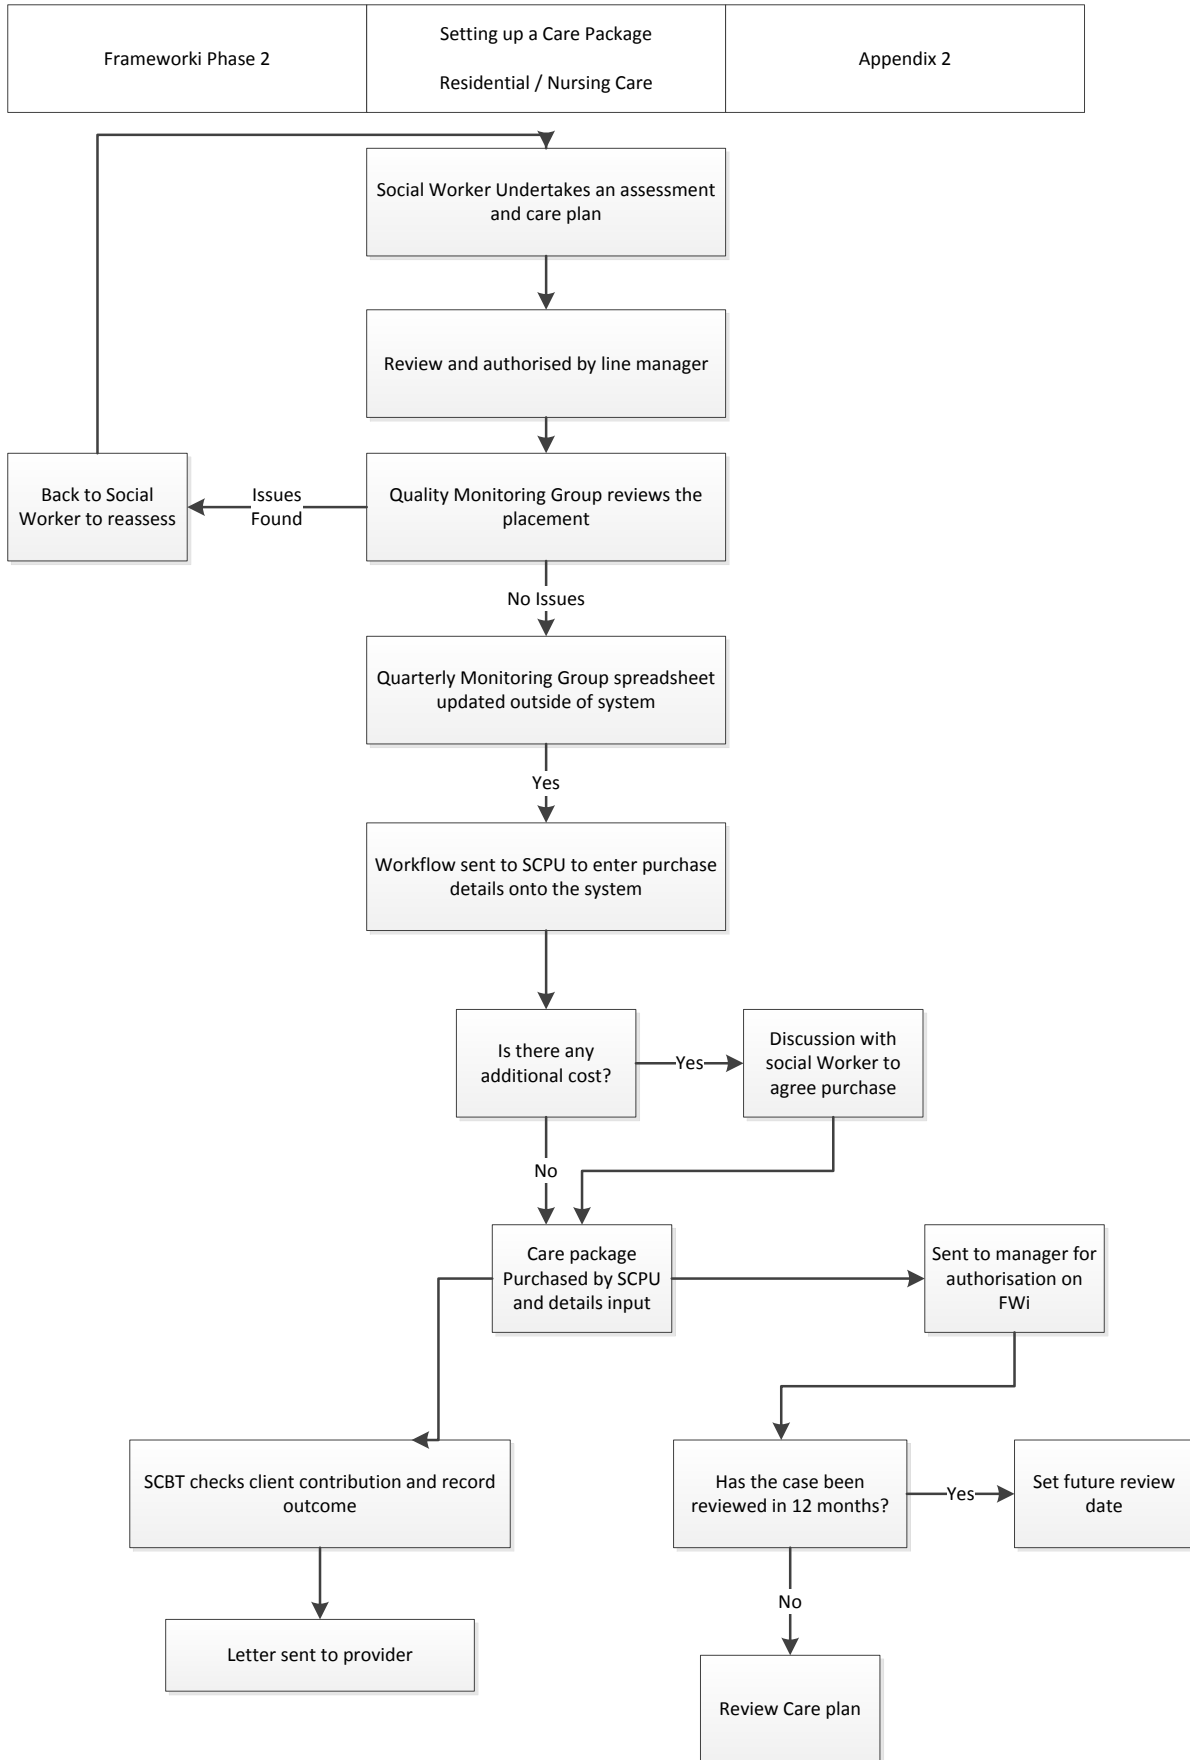 Frameworki Phase 2
Setting up a Care Package
Residential / Nursing Care
Appendix 2
Social Worker Undertakes an assessment
and care plan
Review and authorised by line manager
Back to Social
Worker to reassess
Issues
Found
Quality Monitoring Group reviews the
placement
No Issues
Quarterly Monitoring Group spreadsheet
updated outside of system
Yes
Workflow sent to SCPU to enter purchase
details onto the system
Is there any
additional cost?
Yes
Discussion with
social Worker to
agree purchase
No
Care package
Purchased by SCPU
and details input
Sent to manager for
authorisation on
FWi
SCBT checks client contribution and record
outcome
Has the case been
reviewed in 12 months?
Yes
Set future review
date
No
Letter sent to provider
Review Care plan